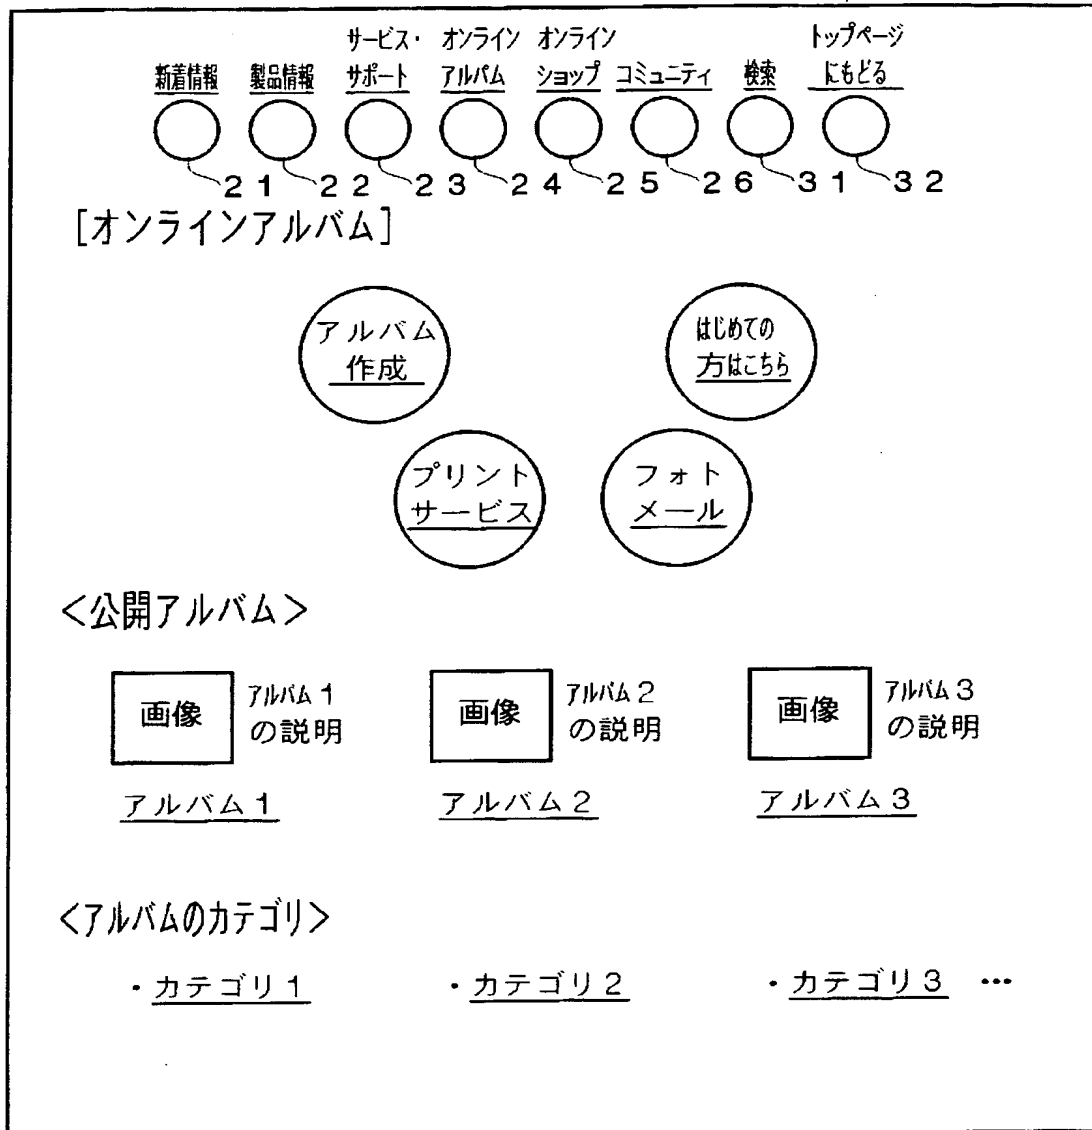 新着情報
製品情報
サービス・
サポート
オンライン
アルバム
オンライン
ショップ
コミュニティ
検索
トップページ
にもどる
21 22 23 24 25 26 31 32
[オンラインアルバム]
アルバム
作成
はじめての
方はこちら
プリント
サービス
フォト
メール
<公開アルバム>
画像
アルバム1
の説明
画像
アルバム2
の説明
画像
アルバム3
の説明
アルバム1
アルバム2
アルバム3
<アルバムのカテゴリ>
・カテゴリ1 ・カテゴリ2 ・カテゴリ3 …